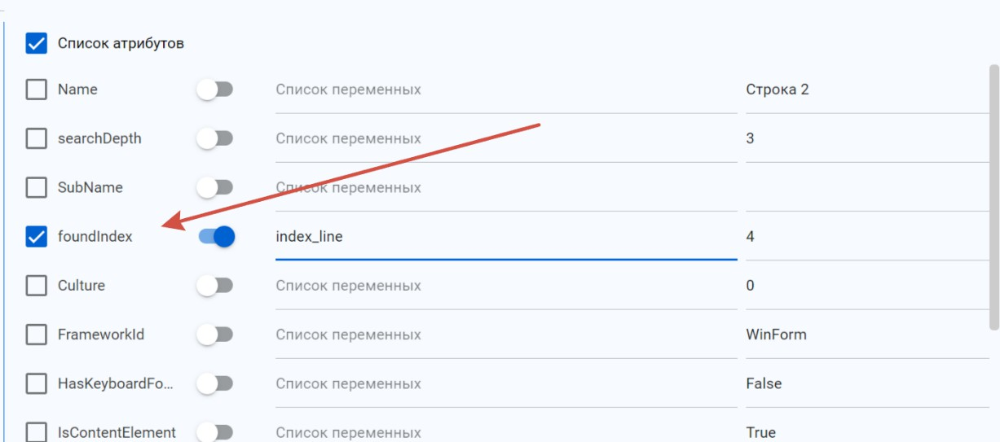 Список атрибутов
Name Список переменных Строка 2
searchDepth Список переменных 3
SubName Список переменных
foundIndex index_line 4
Culture Список переменных 0
FrameworkId Список переменных WinForm
HasKeyboardFo... Список переменных False
IsContentElement Список переменных True